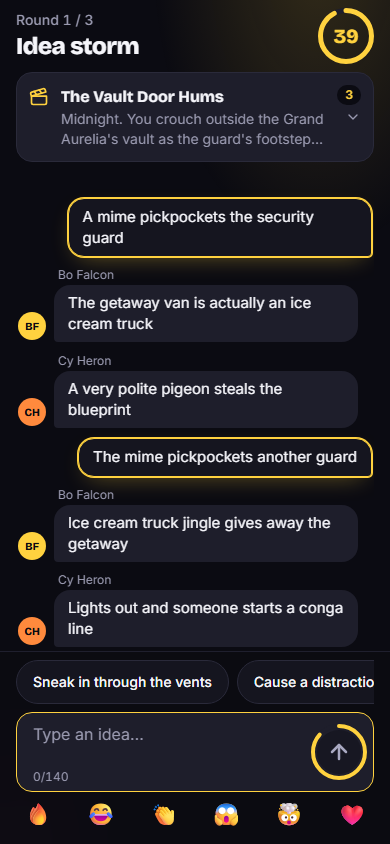 Round 1 / 3
Idea storm
39
The Vault Door Hums
3
Midnight. You crouch outside the Grand
Aurelia's vault as the guard's footstep...
A mime pickpockets the security
guard
Bo Falcon
BF
The getaway van is actually an ice
cream truck
Cy Heron
CH
A very polite pigeon steals the
blueprint
The mime pickpockets another guard
Bo Falcon
BF
Ice cream truck jingle gives away the
getaway
Cy Heron
CH
Lights out and someone starts a conga
line
Sneak in through the vents
Cause a distractio
Type an idea...
0/140